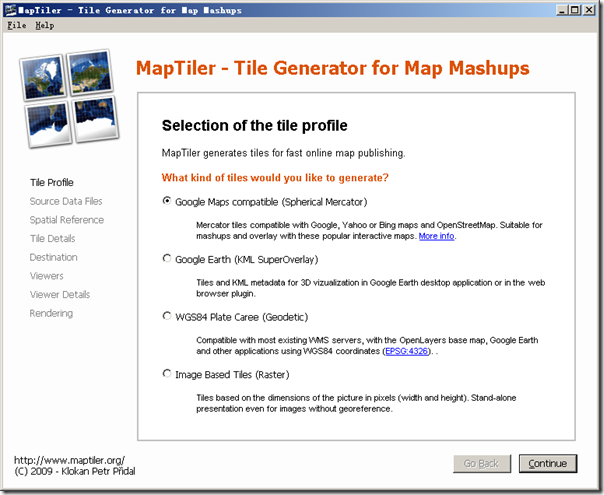 MapTiler - Tile Generator for Map Mashups
File Help
MapTiler - Tile Generator for Map Mashups
Tile Profile
Source Data Files
Spatial Reference
Tile Details
Destination
Viewers
Viewer Details
Rendering
Selection of the tile profile
MapTiler generates tiles for fast online map publishing.
What kind of tiles would you like to generate?
Google Maps compatible (Spherical Mercator)
Mercator tiles compatible with Google, Yahoo or Bing maps and OpenStreetMap. Suitable for
mashups and overlay with these popular interactive maps. More info.
Google Earth (KML SuperOverlay)
Tiles and KML metadata for 3D vizualization in Google Earth desktop application or in the web
browser plugin.
WGS84 Plate Caree (Geodetic)
Compatible with most existing WMS servers, with the OpenLayers base map, Google Earth
and other applications using WGS84 coordinates (EPSG:4326). .
Image Based Tiles (Raster)
Tiles based on the dimensions of the picture in pixels (width and height). Stand-alone
presentation even for images without georeference.
http://www.maptiler.org/
(C) 2009 - Klokan Petr Přidal
Go Back
Continue